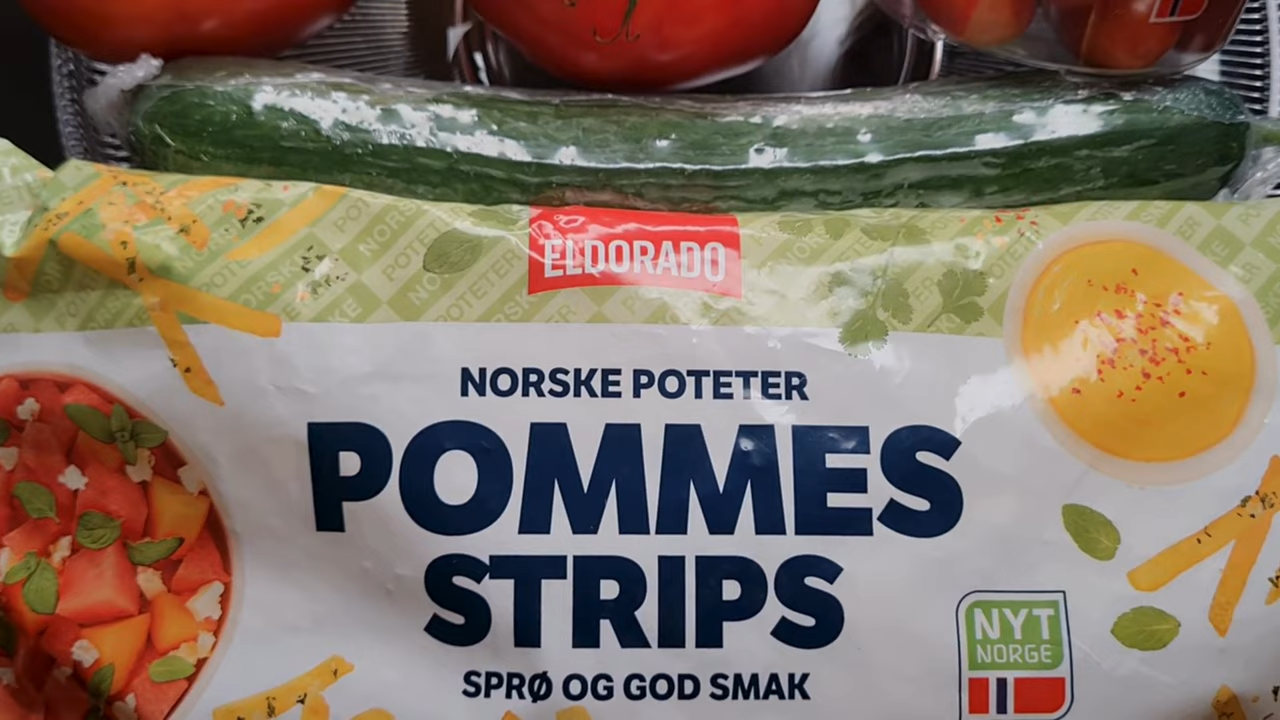 ELDORADO
NORSKE POTETER
POMMES
STRIPS
SPRØ OG GOD SMAK
NYT
NORGE